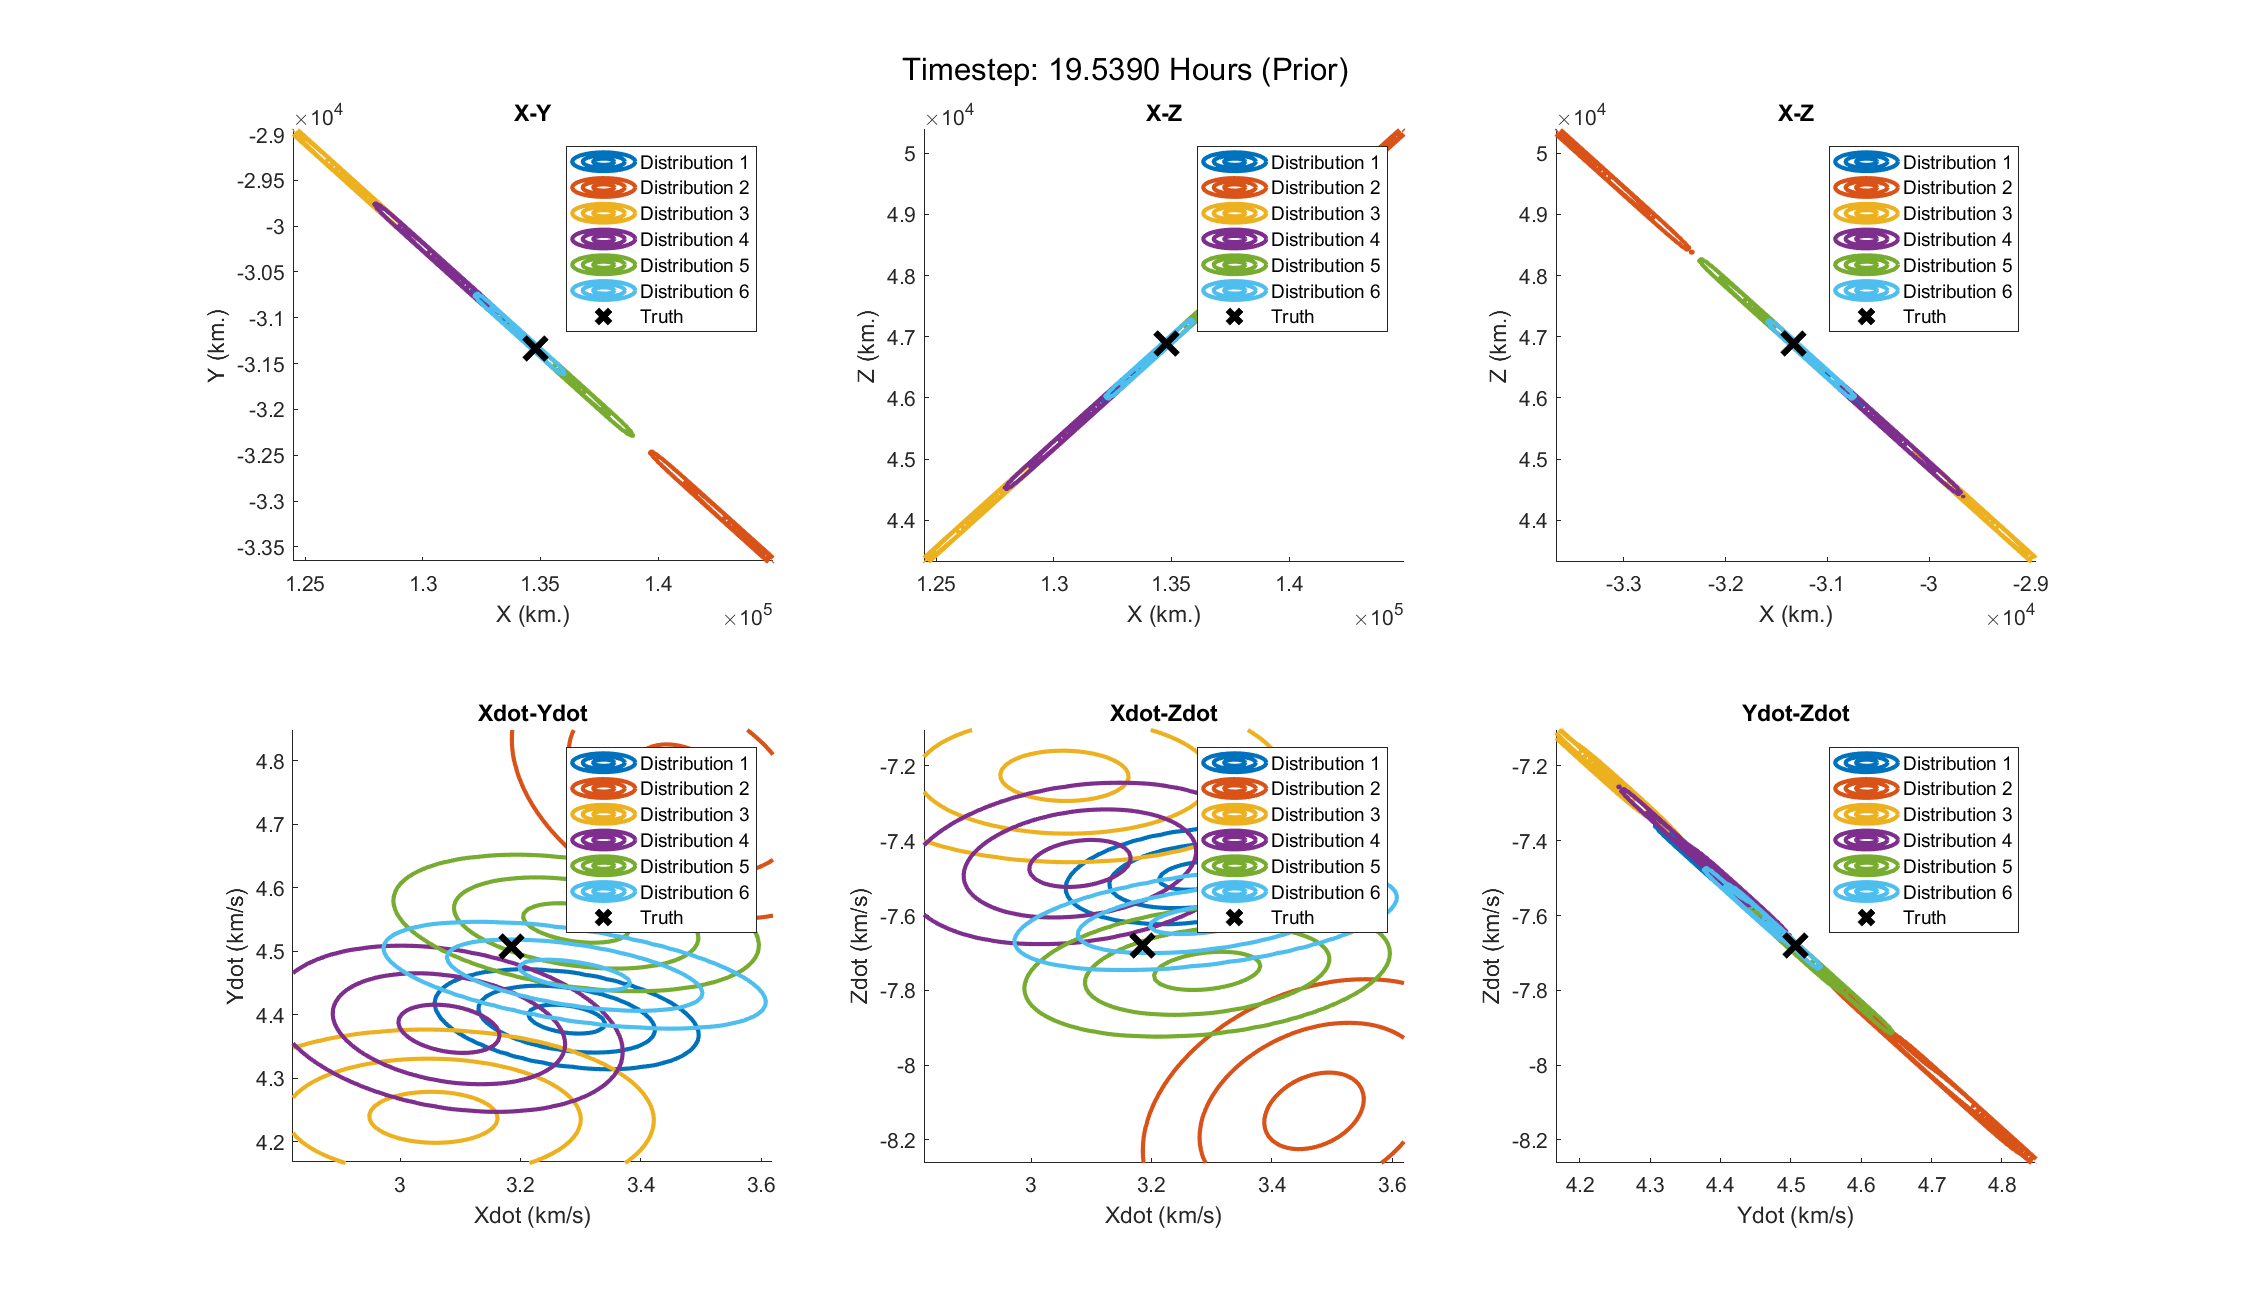 Timestep: 19.5390 Hours (Prior)
X-Y
×10⁴
-2.9
-2.95
-3
-3.05
-3.1
-3.15
-3.2
-3.25
-3.3
-3.35
Y (km.)
1.25
1.3
1.35
1.4
X (km.)
×10⁵
Distribution 1
Distribution 2
Distribution 3
Distribution 4
Distribution 5
Distribution 6
Truth
X-Z
×10⁴
5
4.9
4.8
4.7
4.6
4.5
4.4
Z (km.)
1.25
1.3
1.35
1.4
X (km.)
×10⁵
Distribution 1
Distribution 2
Distribution 3
Distribution 4
Distribution 5
Distribution 6
Truth
X-Z
×10⁴
5
4.9
4.8
4.7
4.6
4.5
4.4
Z (km.)
-3.3
-3.2
-3.1
-3
-2.9
X (km.)
×10⁴
Distribution 1
Distribution 2
Distribution 3
Distribution 4
Distribution 5
Distribution 6
Truth
Xdot-Ydot
4.8
4.7
4.6
4.5
4.4
4.3
4.2
Ydot (km/s)
3
3.2
3.4
3.6
Xdot (km/s)
Distribution 1
Distribution 2
Distribution 3
Distribution 4
Distribution 5
Distribution 6
Truth
Xdot-Zdot
-7.2
-7.4
-7.6
-7.8
-8
-8.2
Zdot (km/s)
3
3.2
3.4
3.6
Xdot (km/s)
Distribution 1
Distribution 2
Distribution 3
Distribution 4
Distribution 5
Distribution 6
Truth
Ydot-Zdot
-7.2
-7.4
-7.6
-7.8
-8
-8.2
Zdot (km/s)
4.2
4.3
4.4
4.5
4.6
4.7
4.8
Ydot (km/s)
Distribution 1
Distribution 2
Distribution 3
Distribution 4
Distribution 5
Distribution 6
Truth